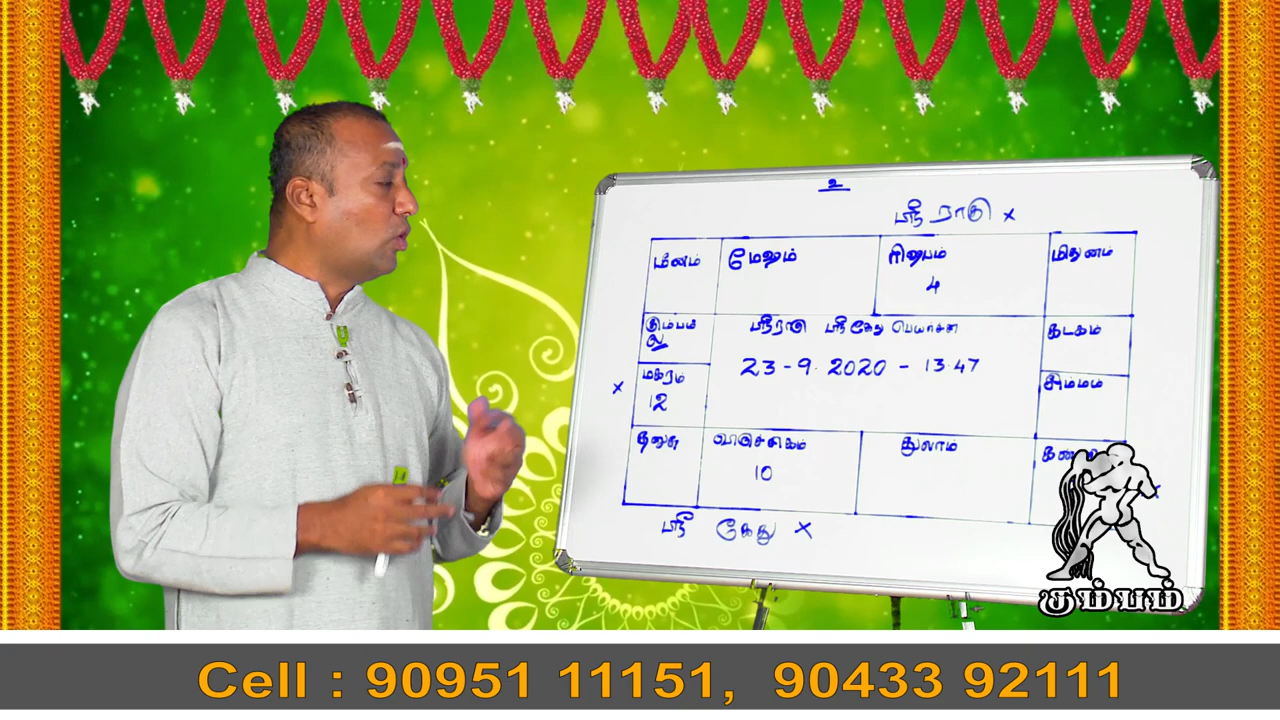 உ
ஸ்ரீ ராகு x
மீனம் மேஷம் ரிஷபம் மிதுனம்
4
கும்பம் ஸ்ரீராகு ஸ்ரீகேது பெயர்ச்சி கடகம்
ல
23-9-2020 - 13.47
x மகரம் சிம்மம்
12
தனுசு விருச்சிகம் துலாம்
10
ஸ்ரீ கேது x
கும்பம்
Cell : 90951 11151, 90433 92111